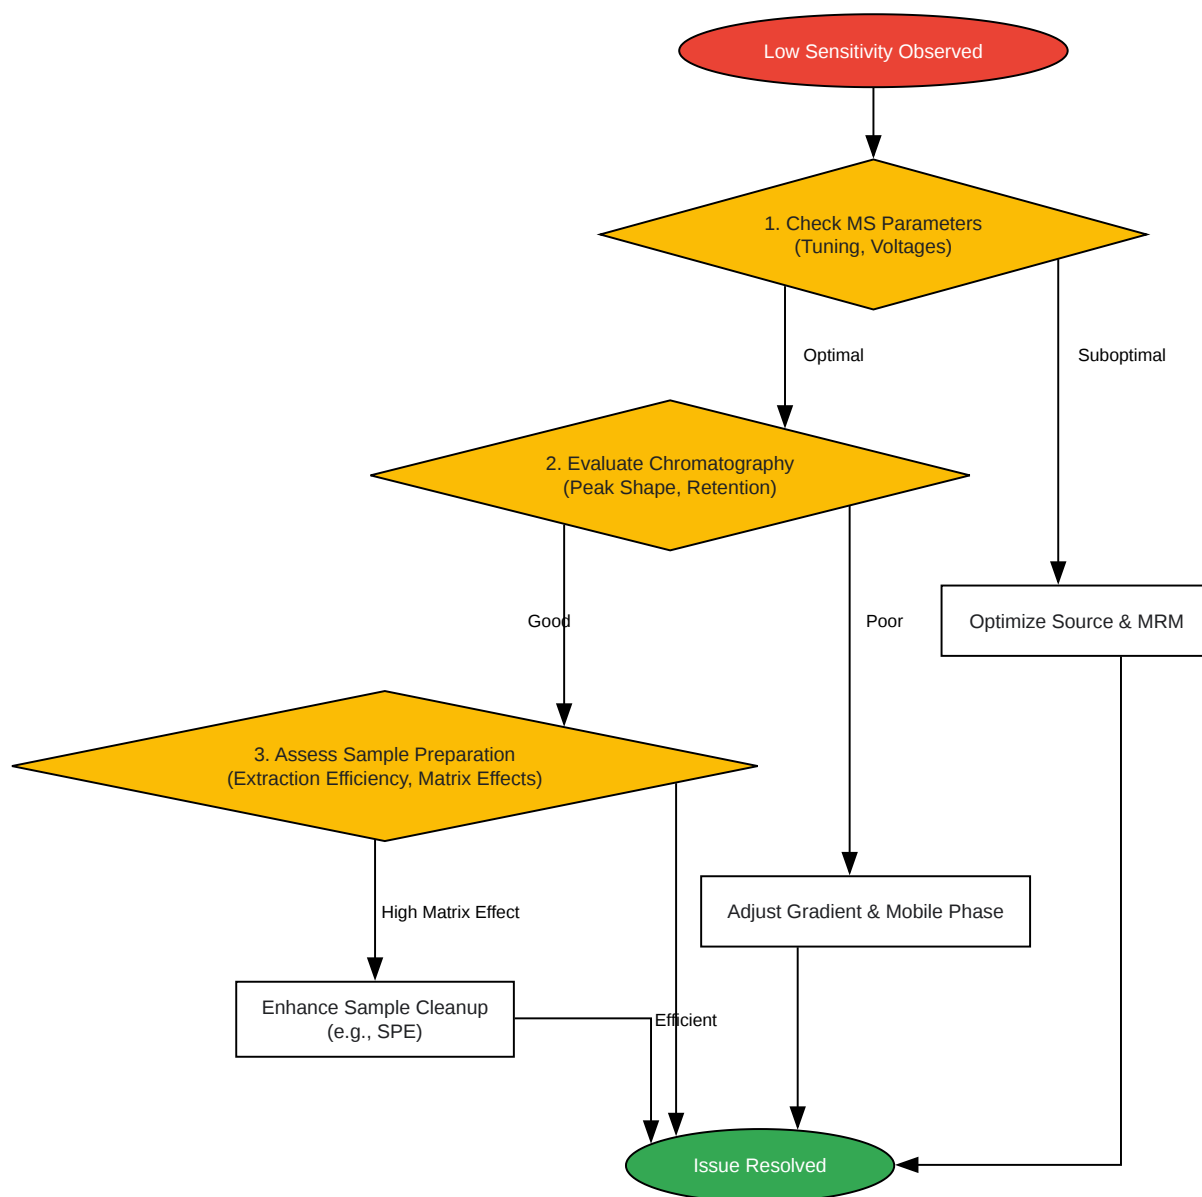 Low Sensitivity Observed
1. Check MS Parameters
(Tuning, Voltages)
Optimal
Suboptimal
2. Evaluate Chromatography
(Peak Shape, Retention)
Good
Poor
Optimize Source & MRM
3. Assess Sample Preparation
(Extraction Efficiency, Matrix Effects)
High Matrix Effect
Adjust Gradient & Mobile Phase
Enhance Sample Cleanup
(e.g., SPE)
Efficient
Issue Resolved